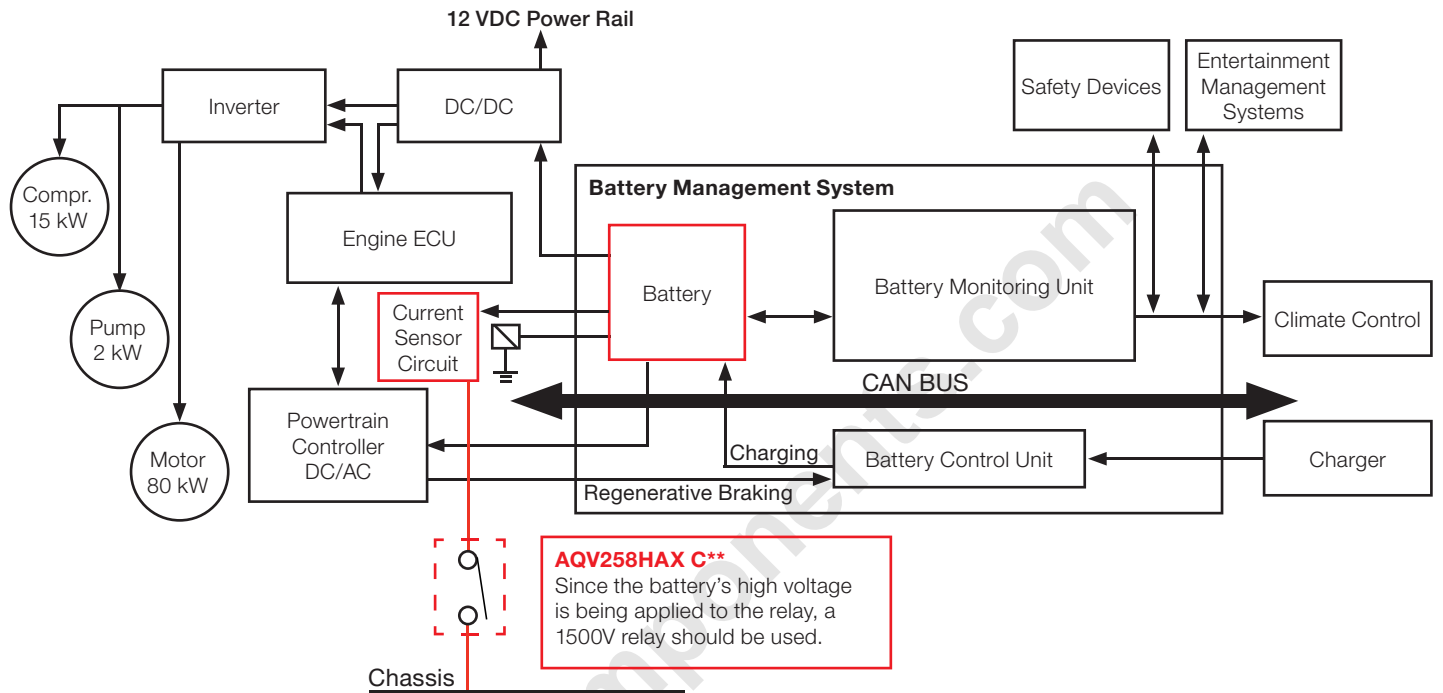 12 VDC Power Rail
Inverter
DC/DC
Safety Devices
Entertainment
Management
Systems
Compr.
15 kW
Engine ECU
Battery Management System
Battery
Battery Monitoring Unit
Climate Control
Pump
2 kW
Current
Sensor
Circuit
CAN BUS
Powertrain
Controller
DC/AC
Motor
80 kW
Charging
Battery Control Unit
Charger
Regenerative Braking
AQV258HAX C**
Since the battery's high voltage
is being applied to the relay, a
1500V relay should be used.
Chassis
mponents.com